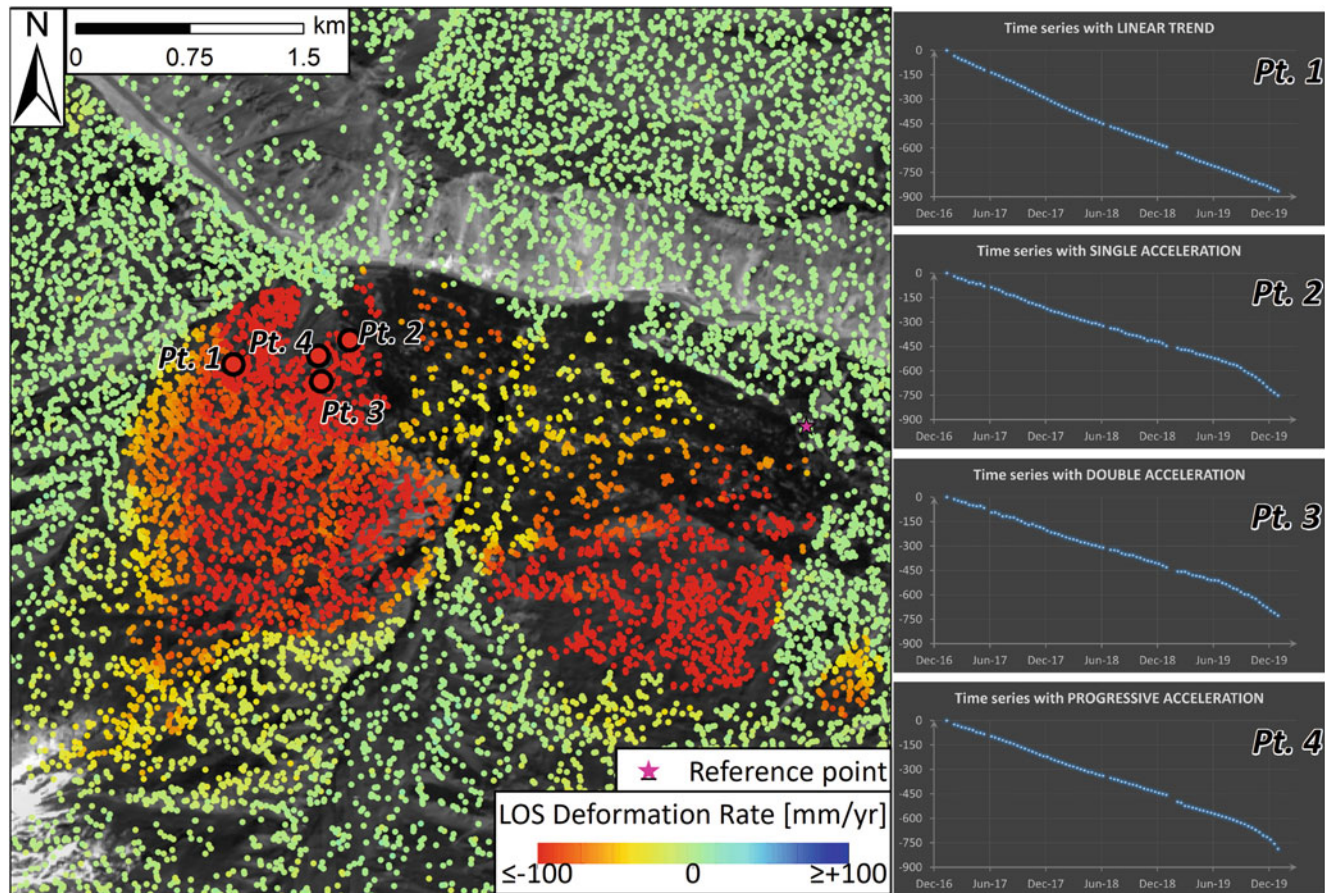 N
km
0 0.75 1.5
Pt. 1
Pt. 4
Pt. 2
Pt. 3
Reference point
LOS Deformation Rate [mm/yr]
≤-100 0 ≥+100
Time series with LINEAR TREND
Pt. 1
0
-150
-300
-450
-600
-750
-900
Dec-16 Jun-17 Dec-17 Jun-18 Dec-18 Jun-19 Dec-19
Time series with SINGLE ACCELERATION
Pt. 2
0
-150
-300
-450
-600
-750
-900
Dec-16 Jun-17 Dec-17 Jun-18 Dec-18 Jun-19 Dec-19
Time series with DOUBLE ACCELERATION
Pt. 3
0
-150
-300
-450
-600
-750
-900
Dec-16 Jun-17 Dec-17 Jun-18 Dec-18 Jun-19 Dec-19
Time series with PROGRESSIVE ACCELERATION
Pt. 4
0
-150
-300
-450
-600
-750
-900
Dec-16 Jun-17 Dec-17 Jun-18 Dec-18 Jun-19 Dec-19